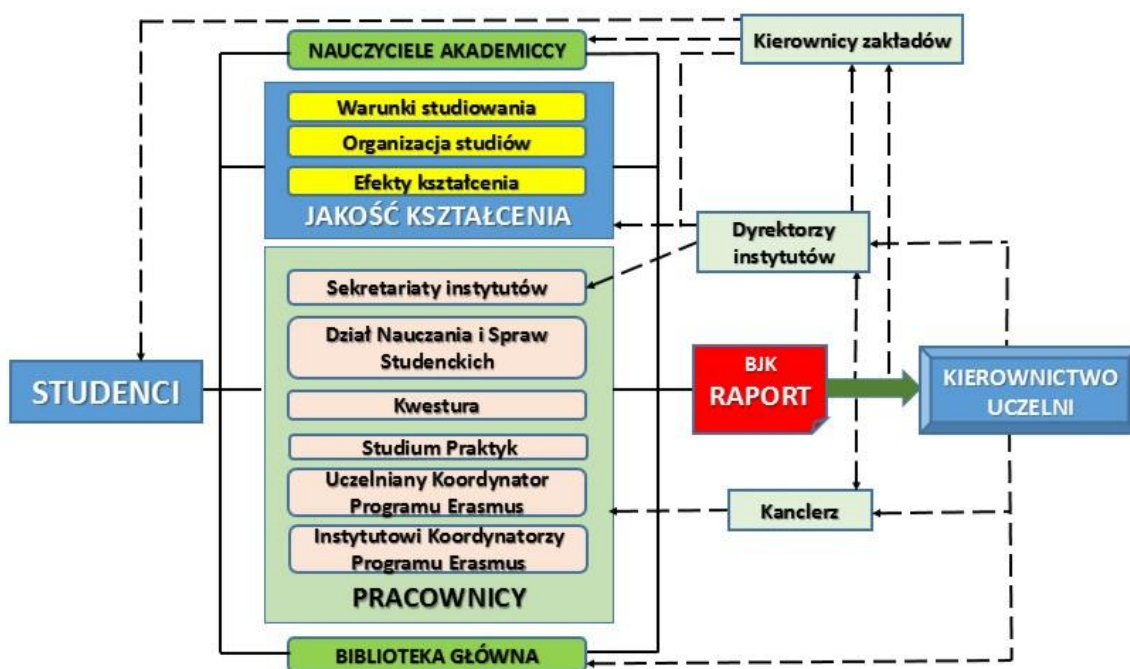 NAUCZYCIELE AKADEMICCY
Kierownicy zakładów
Warunki studiowania
Organizacja studiów
Efekty kształcenia
JAKOŚĆ KSZTAŁCENIA
Dyrektorzy
instytutów
Sekretariaty instytutów
Dział Nauczania i Spraw
Studenckich
STUDENCI
Kwestura
BJK
RAPORT
KIEROWNICTWO
UCZELNI
Studium Praktyk
Uczelniany Koordynator
Programu Erasmus
Kanclerz
Instytutowi Koordynatorzy
Programu Erasmus
PRACOWNICY
BIBLIOTEKA GŁÓWNA